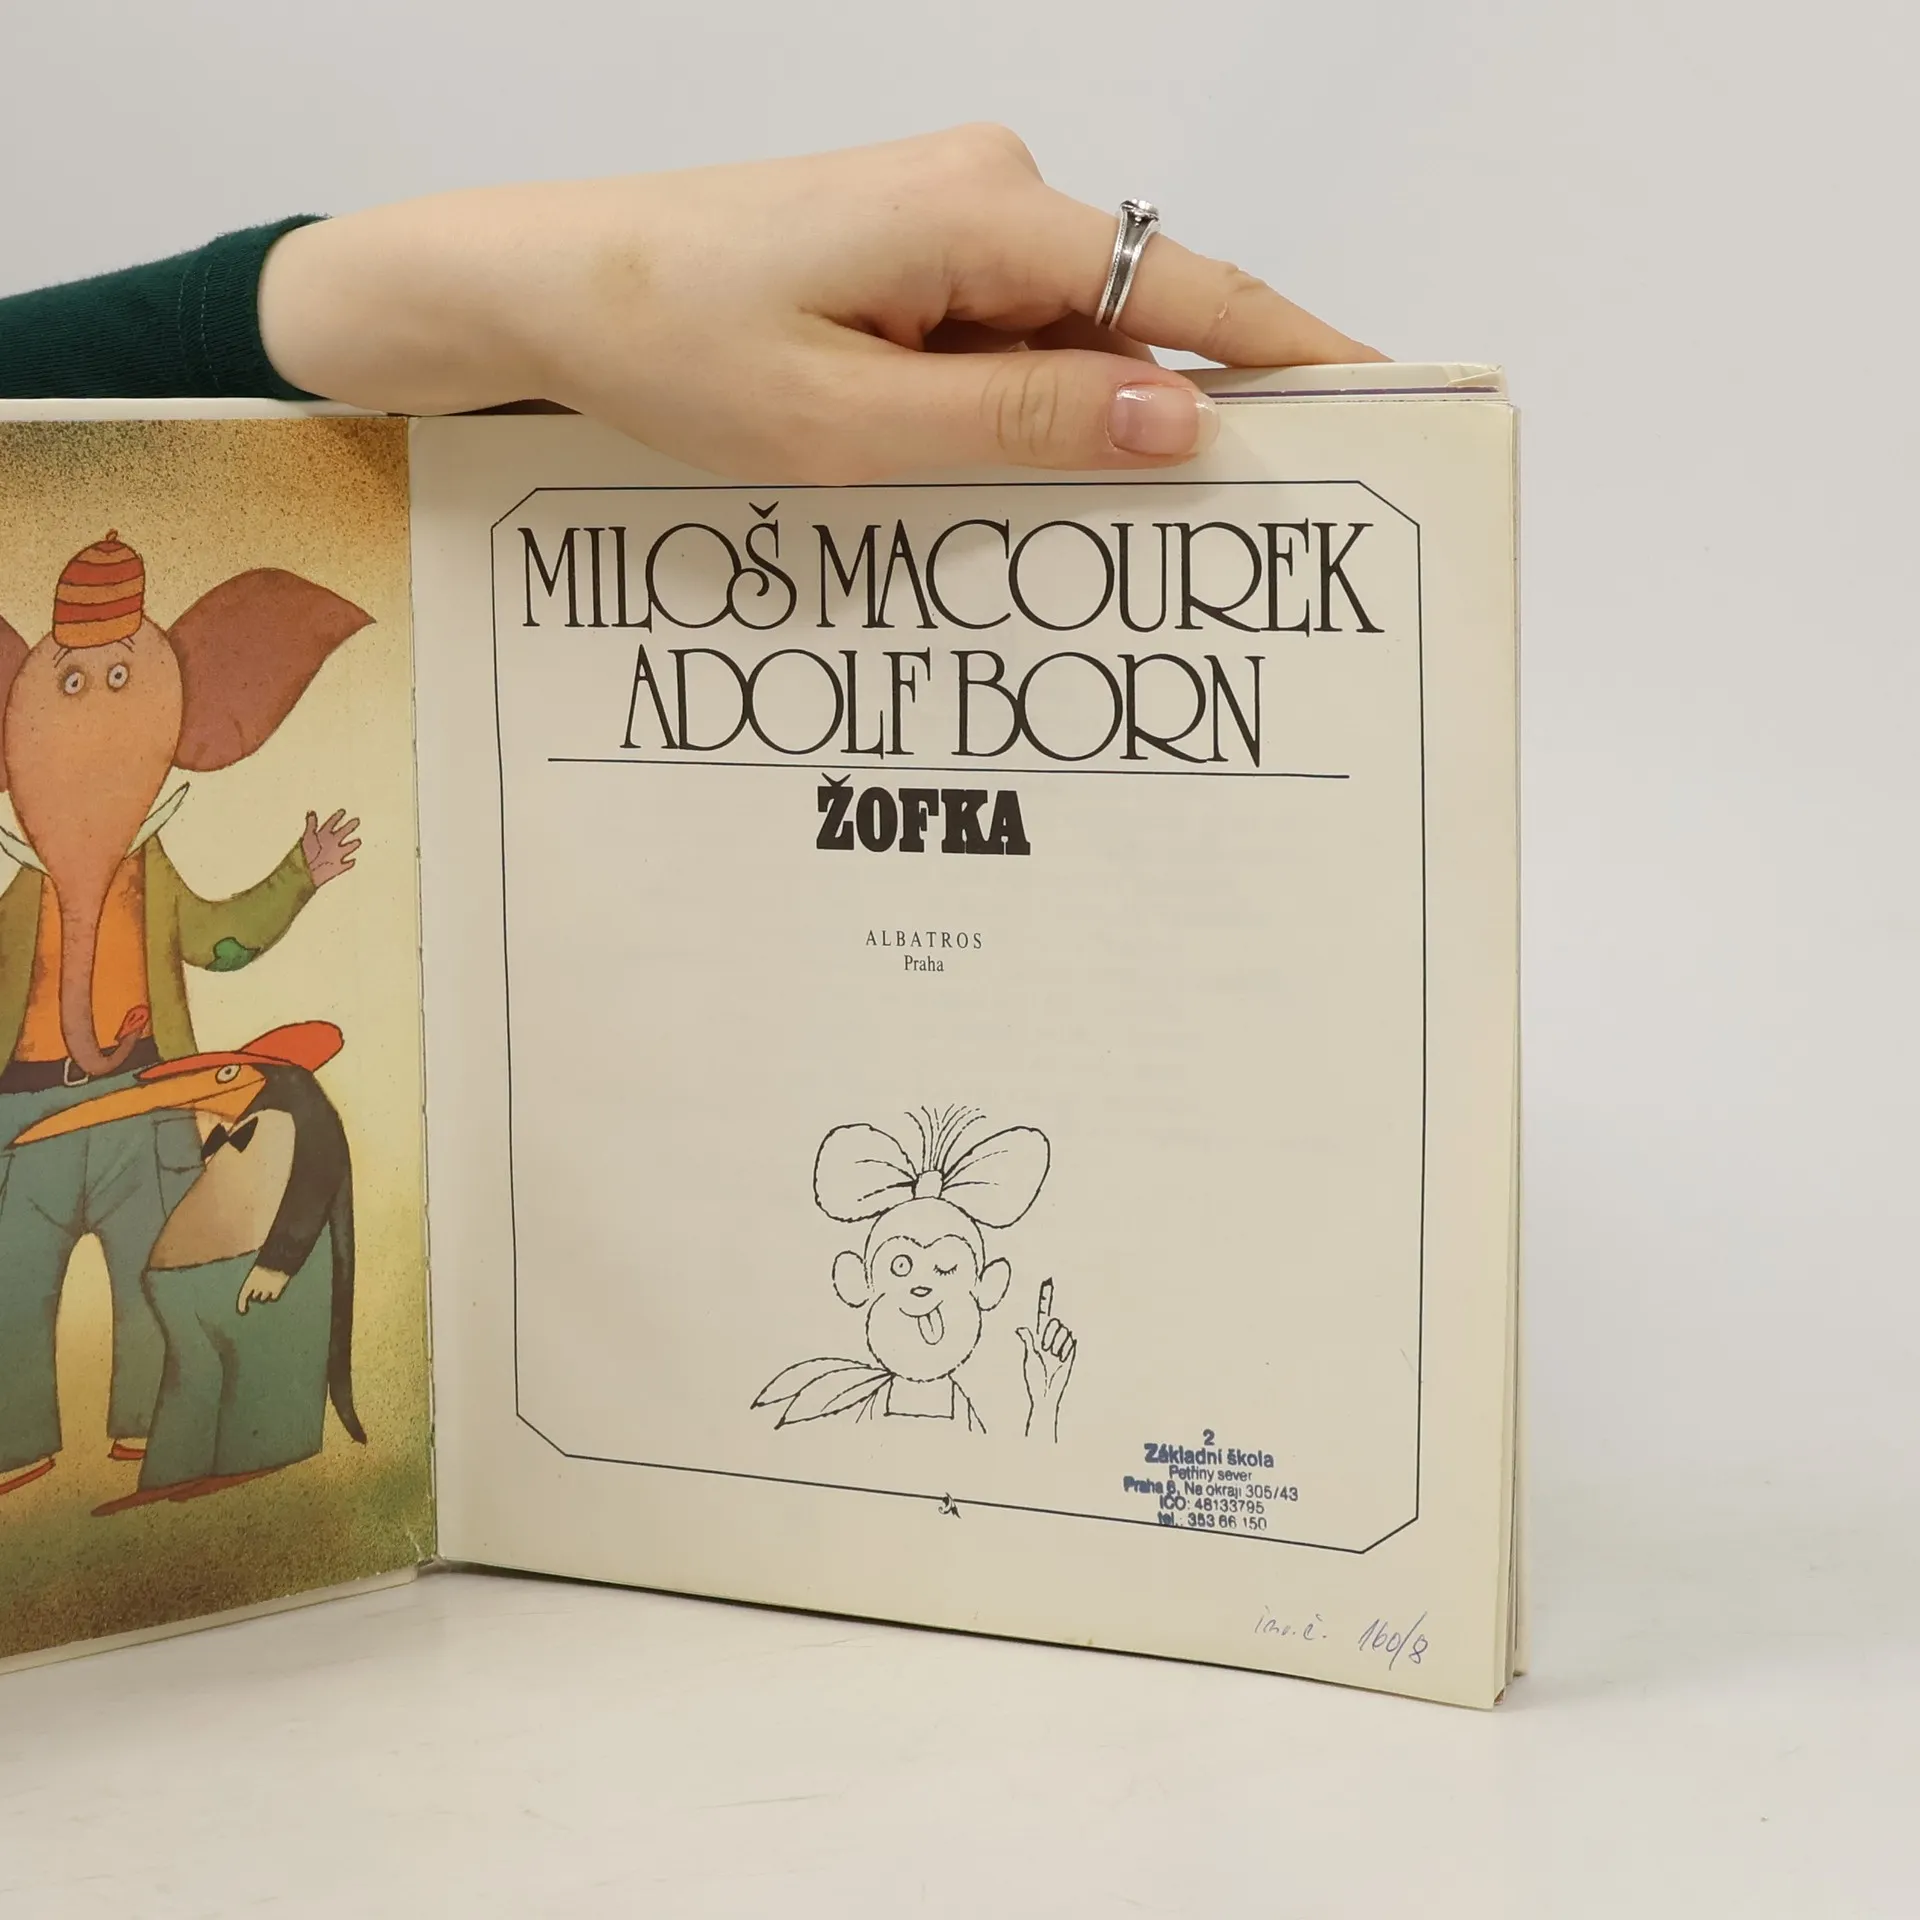 MILOŠ MACOUREK
ADOLF BORN
ŽOFKA
ALBATROS
Praha
2
Základní škola
Petřiny sever
Praha 6, Na okraji 305/43
IČO: 48133795
tel.: 353 66 150
inv. č. 160/8